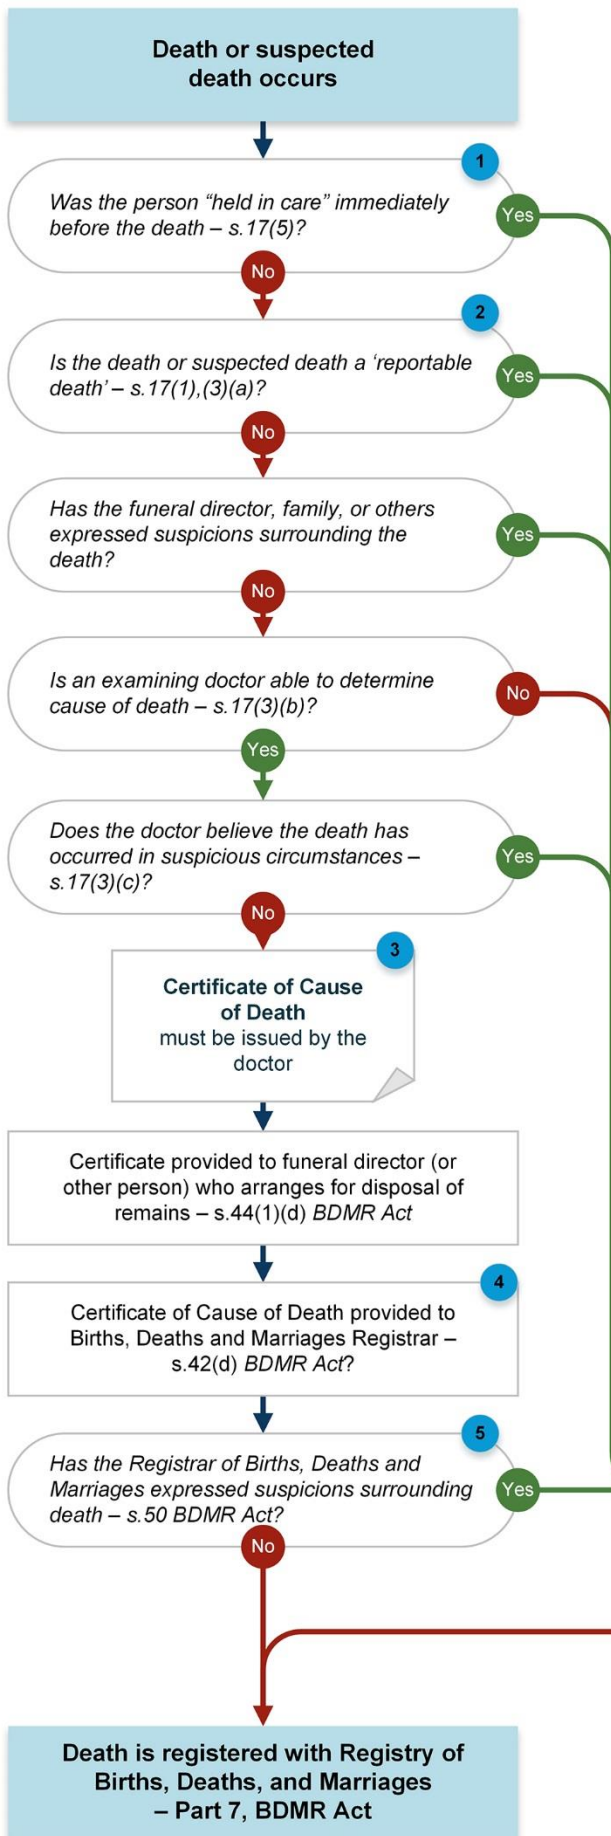 Death or suspected
death occurs
1
Was the person “held in care” immediately
before the death – s.17(5)?
Yes
No
2
Is the death or suspected death a ‘reportable
death’ – s.17(1),(3)(a)?
Yes
No
Has the funeral director, family, or others
expressed suspicions surrounding the
death?
Yes
No
Is an examining doctor able to determine
cause of death – s.17(3)(b)?
No
Yes
Does the doctor believe the death has
occurred in suspicious circumstances –
s.17(3)(c)?
Yes
No
3
Certificate of Cause
of Death
must be issued by the
doctor
Certificate provided to funeral director (or
other person) who arranges for disposal of
remains – s.44(1)(d) BDMR Act
4
Certificate of Cause of Death provided to
Births, Deaths and Marriages Registrar –
s.42(d) BDMR Act?
5
Has the Registrar of Births, Deaths and
Marriages expressed suspicions surrounding
death – s.50 BDMR Act?
Yes
No
Death is registered with Registry of
Births, Deaths, and Marriages
– Part 7, BDMR Act